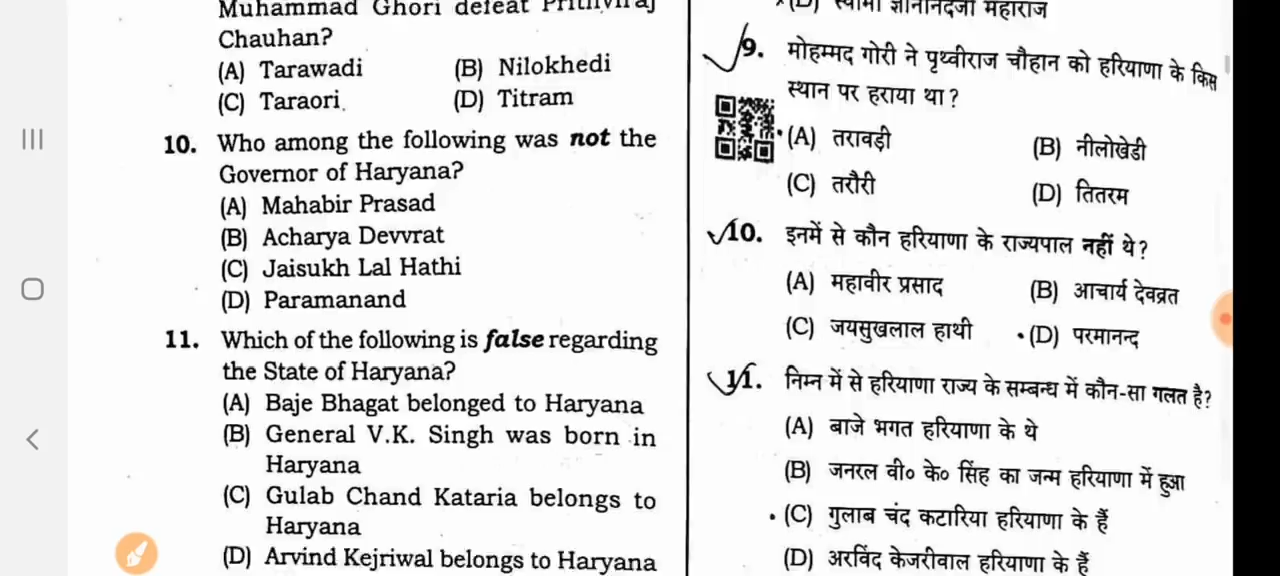 Muhammad Ghori defeat Prithviraj
Chauhan?
(A) Tarawadi (B) Nilokhedi
(C) Taraori (D) Titram
10. Who among the following was not the
Governor of Haryana?
(A) Mahabir Prasad
(B) Acharya Devvrat
(C) Jaisukh Lal Hathi
(D) Paramanand
11. Which of the following is false regarding
the State of Haryana?
(A) Baje Bhagat belonged to Haryana
(B) General V.K. Singh was born in
Haryana
(C) Gulab Chand Kataria belongs to
Haryana
(D) Arvind Kejriwal belongs to Haryana
(D) स्वामी ज्ञानानंदजी महाराज
9. मोहम्मद गोरी ने पृथ्वीराज चौहान को हरियाणा के किस
स्थान पर हराया था?
(A) तरावड़ी (B) नीलोखेडी
(C) तरौरी (D) तितरम
10. इनमें से कौन हरियाणा के राज्यपाल नहीं थे?
(A) महावीर प्रसाद (B) आचार्य देवव्रत
(C) जयसुखलाल हाथी (D) परमानन्द
11. निम्न में से हरियाणा राज्य के सम्बन्ध में कौन-सा गलत है?
(A) बाजे भगत हरियाणा के थे
(B) जनरल वी० के० सिंह का जन्म हरियाणा में हुआ
(C) गुलाब चंद कटारिया हरियाणा के हैं
(D) अरविंद केजरीवाल हरियाणा के हैं